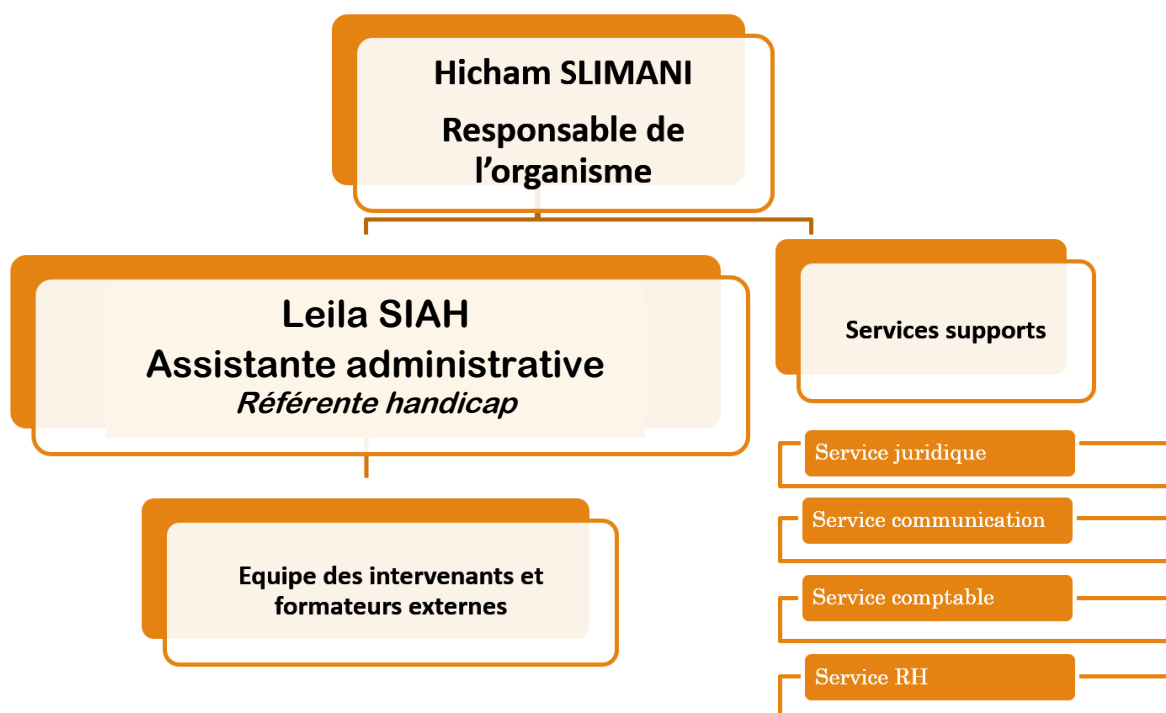 Hicham SLIMANI
Responsable de
l’organisme
Leila SIAH
Assistante administrative
Référente handicap
Services supports
Equipe des intervenants et
formateurs externes
Service juridique
Service communication
Service comptable
Service RH